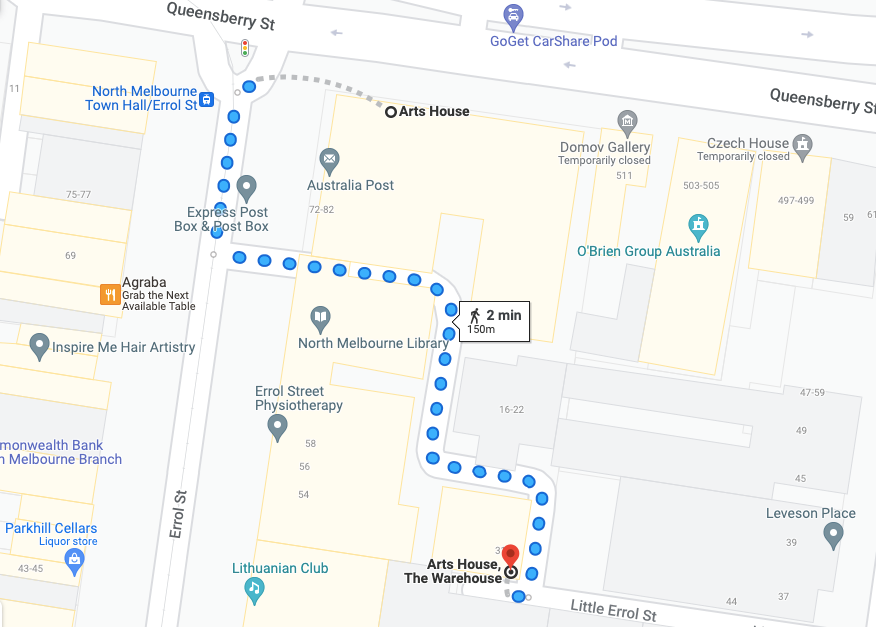 Queensberry St
GoGet CarShare Pod
11
North Melbourne
Town Hall/Errol St
Arts House
Queensberry St
Domov Gallery
Temporarily closed
511
Czech House
Temporarily closed
Australia Post
503-505
75-77
Express Post
Box & Post Box
72-82
497-499
59
61
69
O'Brien Group Australia
Agraba
Grab the Next
Available Table
2 min
150m
Inspire Me Hair Artistry
North Melbourne Library
Errol Street
Physiotherapy
16-22
47-59
58
49
monwealth Bank
h Melbourne Branch
56
45
54
Errol St
Leveson Place
Parkhill Cellars
Liquor store
39
43-45
Lithuanian Club
Arts House,
The Warehouse
Little Errol St
44
37